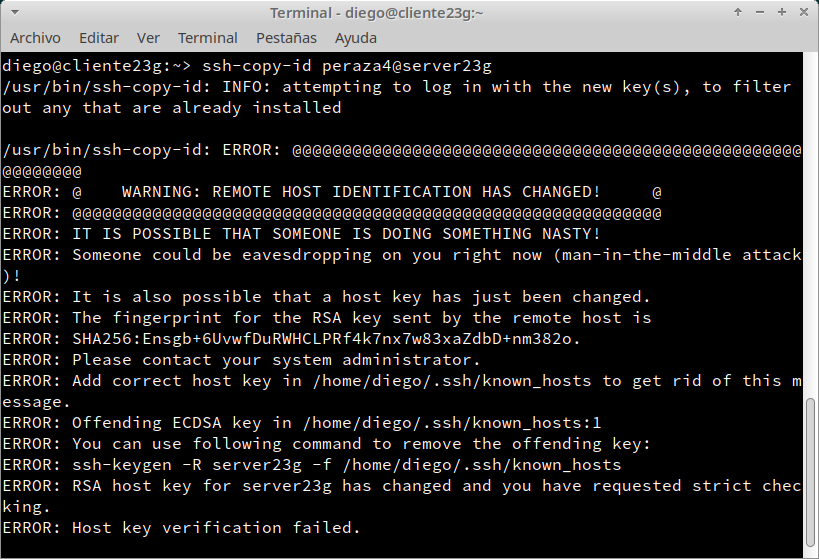 Terminal - diego@cliente23g:~
Archivo Editar Ver Terminal Pestañas Ayuda
diego@cliente23g:~> ssh-copy-id peraza4@server23g
/usr/bin/ssh-copy-id: INFO: attempting to log in with the new key(s), to filter
out any that are already installed
/usr/bin/ssh-copy-id: ERROR: @@@@@@@@@@@@@@@@@@@@@@@@@@@@@@@@@@@@@@@@@@@@@@@@@@@
@@@@@@@@
ERROR: @    WARNING: REMOTE HOST IDENTIFICATION HAS CHANGED!     @
ERROR: @@@@@@@@@@@@@@@@@@@@@@@@@@@@@@@@@@@@@@@@@@@@@@@@@@@@@@@@@@@
ERROR: IT IS POSSIBLE THAT SOMEONE IS DOING SOMETHING NASTY!
ERROR: Someone could be eavesdropping on you right now (man-in-the-middle attack
)!
ERROR: It is also possible that a host key has just been changed.
ERROR: The fingerprint for the RSA key sent by the remote host is
ERROR: SHA256:Ensgb+6UvwfDuRWHCLPRf4k7nx7w83xaZdbD+nm382o.
ERROR: Please contact your system administrator.
ERROR: Add correct host key in /home/diego/.ssh/known_hosts to get rid of this m
essage.
ERROR: Offending ECDSA key in /home/diego/.ssh/known_hosts:1
ERROR: You can use following command to remove the offending key:
ERROR: ssh-keygen -R server23g -f /home/diego/.ssh/known_hosts
ERROR: RSA host key for server23g has changed and you have requested strict chec
king.
ERROR: Host key verification failed.